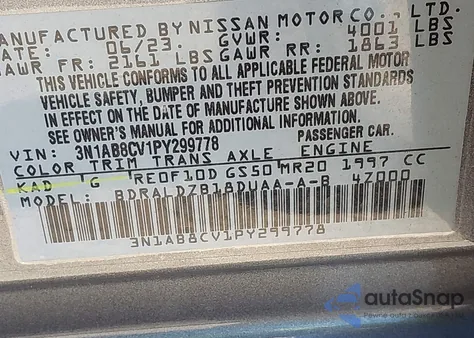 MANUFACTURED BY NISSAN MOTOR CO., LTD.
DATE: 06/23. GVWR: 4001 LBS
GAWR FR: 2161 LBS GAWR RR: 1863 LBS
THIS VEHICLE CONFORMS TO ALL APPLICABLE FEDERAL MOTOR
VEHICLE SAFETY, BUMPER AND THEFT PREVENTION STANDARDS
IN EFFECT ON THE DATE OF MANUFACTURE SHOWN ABOVE.
SEE OWNER'S MANUAL FOR ADDITIONAL INFORMATION.
VIN: 3N1AB8CV1PY299778 PASSENGER CAR.
COLOR TRIM TRANS AXLE ENGINE
KAD G RE0F10D GS50 MR20 1997 CC
MODEL: BDRALDZB18DUAA-A-B 4Z000
3N1AB8CV1PY299778
autoSnap